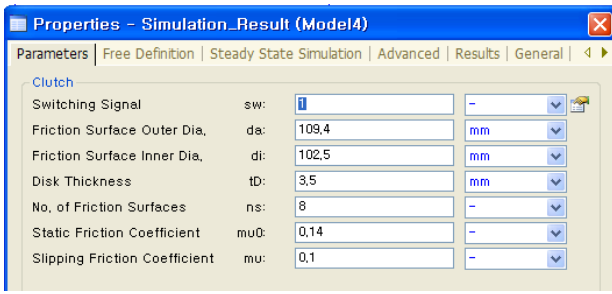 Properties - Simulation_Result (Model4)
Parameters | Free Definition | Steady State Simulation | Advanced | Results | General |
Clutch
Switching Signal sw: 1 -
Friction Surface Outer Dia, da: 109,4 mm
Friction Surface Inner Dia, di: 102,5 mm
Disk Thickness tD: 3,5 mm
No, of Friction Surfaces ns: 8 -
Static Friction Coefficient mu0: 0,14 -
Slipping Friction Coefficient mu: 0,1 -